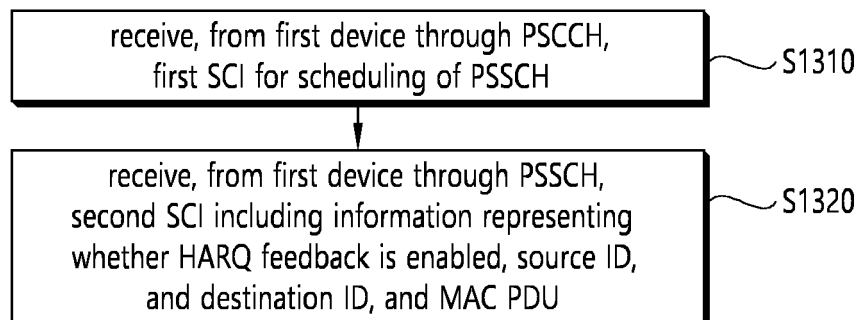 receive, from first device through PSCCH,
first SCI for scheduling of PSSCH
S1310
receive, from first device through PSSCH,
second SCI including information representing
whether HARQ feedback is enabled, source ID,
and destination ID, and MAC PDU
S1320